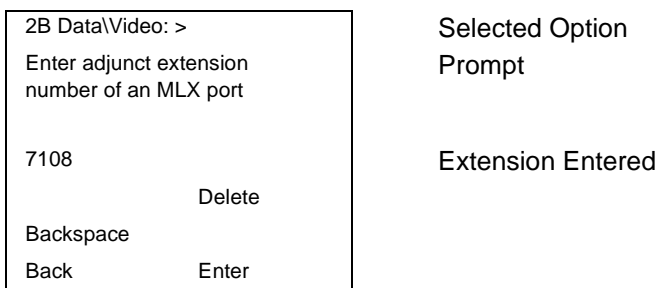 2B Data\Video: > Selected Option
Enter adjunct extension Prompt
number of an MLX port
7108 Extension Entered
Delete
Backspace
Back Enter